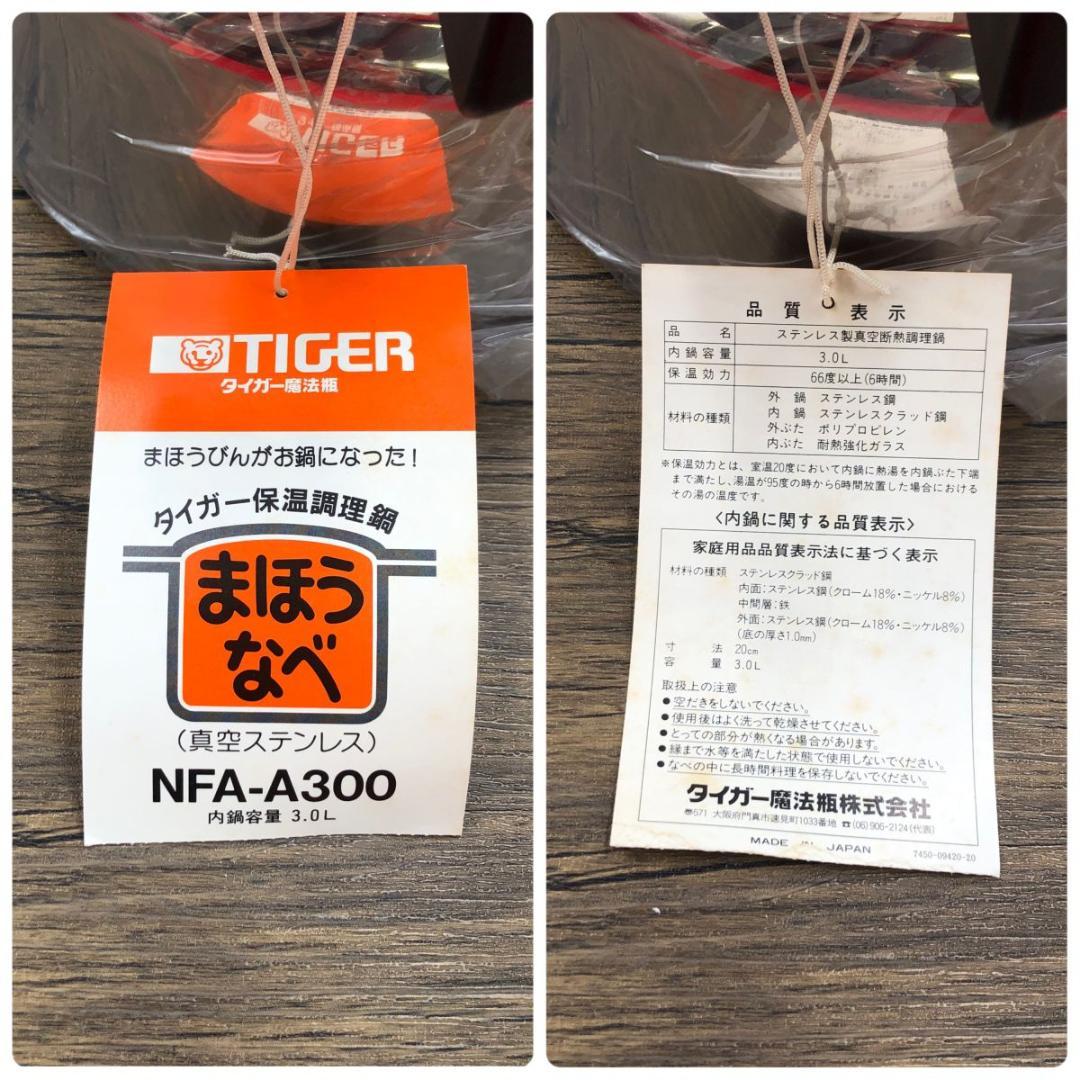 TIGER
TIGER
タイガー魔法瓶
まほうびんがお鍋になった!
タイガー保温調理鍋
まほう
なべ
(真空ステンレス)
NFA-A300
内鍋容量 3.0L
品質表示
品名 ステンレス製真空断熱調理鍋
内鍋容量 3.0L
保温効力 66度以上(6時間)
材料の種類
外鍋 ステンレス鋼
内鍋 ステンレスクラッド鋼
外ぶた ポリプロピレン
内ぶた 耐熱強化ガラス
※保温効力とは、室温20度において内鍋に熱湯を内鍋ぶた下端
まで満たし、湯温が95度の時から6時間放置した場合における
その湯の温度です。
〈内鍋に関する品質表示〉
家庭用品品質表示法に基づく表示
材料の種類 ステンレスクラッド鋼
内面:ステンレス鋼(クローム18%・ニッケル8%)
中間層:鉄
外面:ステンレス鋼(クローム18%・ニッケル8%)
(底の厚さ1.0mm)
寸法 20cm
容量 3.0L
取扱上の注意
●空だきをしないでください。
●使用後はよく洗って乾燥させてください。
●とっての部分が熱くなる場合があります。
●縁まで水等を満たした状態で使用しないでください。
●なべの中に長時間料理を保存しないでください。
タイガー魔法瓶株式会社
〒571 大阪府門真市速見町1033番地 ☎(06)906-2124(代表)
MADE IN JAPAN
7450-09420-20